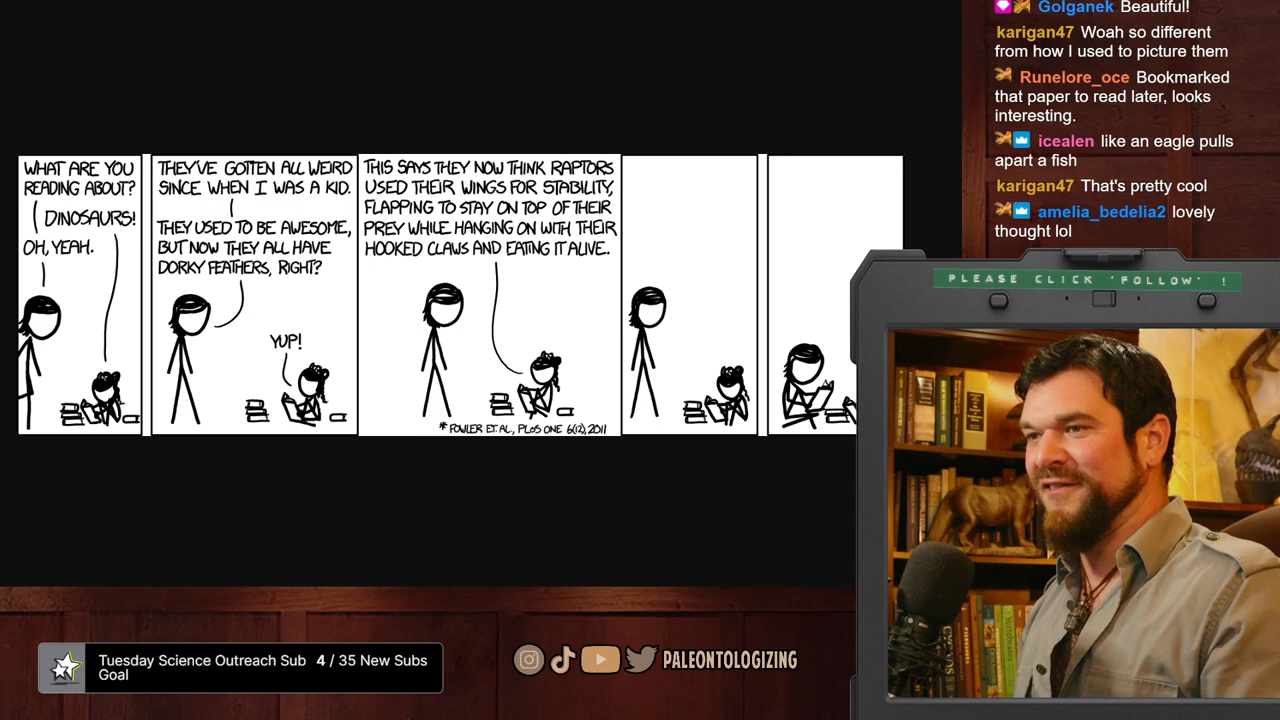 WHAT ARE YOU
READING ABOUT?
DINOSAURS!
OH, YEAH.
THEY'VE GOTTEN ALL WEIRD
SINCE WHEN I WAS A KID.
THEY USED TO BE AWESOME,
BUT NOW THEY ALL HAVE
DORKY FEATHERS, RIGHT?
YUP!
THIS SAYS THEY NOW THINK RAPTORS
USED THEIR WINGS FOR STABILITY,
FLAPPING TO STAY ON TOP OF THEIR
PREY WHILE HANGING ON WITH THEIR
HOOKED CLAWS AND EATING IT ALIVE.
* FOWLER ET. AL., PLOS ONE 6(12), 2011
Golganek Beautiful!
karigan47 Woah so different
from how I used to picture them
Runelore_oce Bookmarked
that paper to read later, looks
interesting.
icealen like an eagle pulls
apart a fish
karigan47 That's pretty cool
amelia_bedelia2 lovely
thought lol
PLEASE CLICK 'FOLLOW' !
Tuesday Science Outreach Sub 4 / 35 New Subs
Goal
PALEONTOLOGIZING